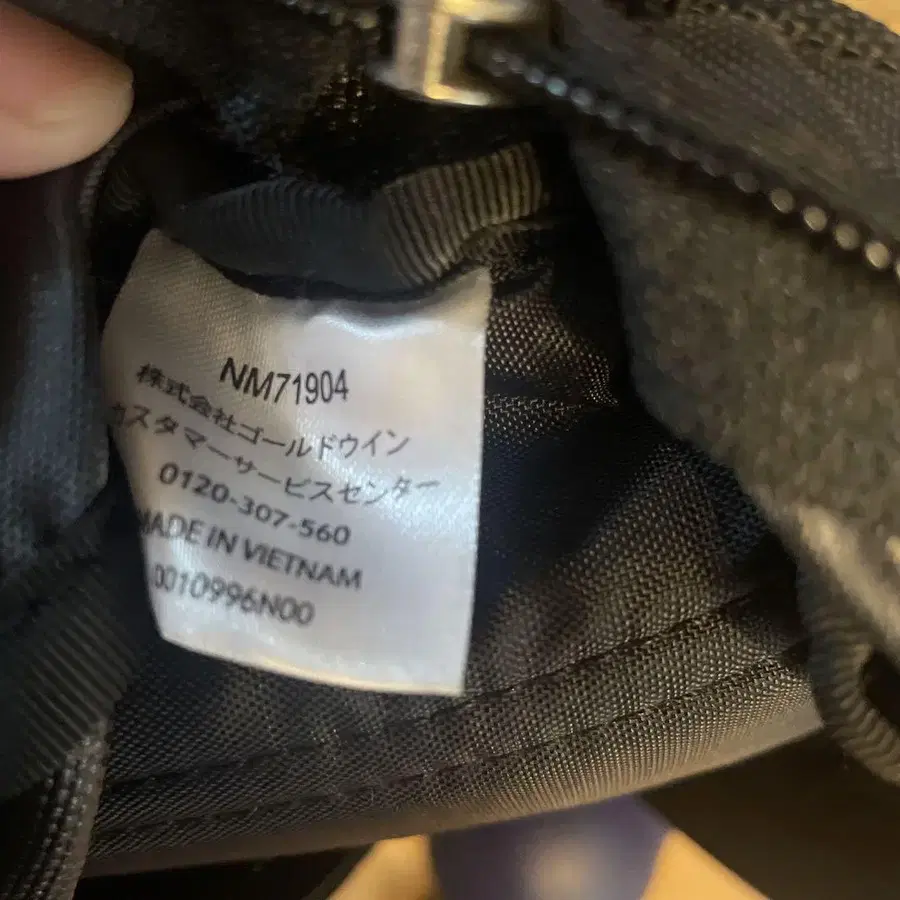 NM71904
株式会社ゴールドウイン
カスタマーサービスセンター
0120-307-560
MADE IN VIETNAM
0010996N00